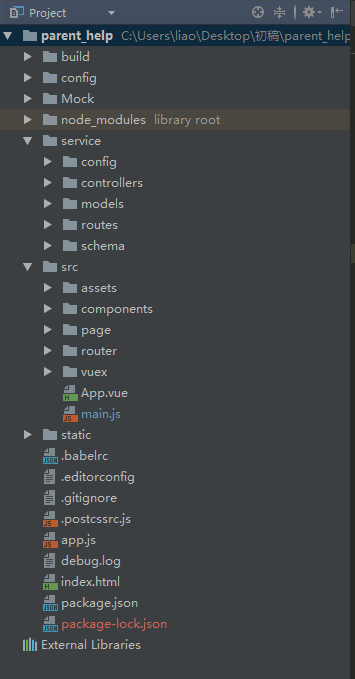 Project
parent_help C:\Users\liao\Desktop\初稿\parent_help
build
config
Mock
node_modules library root
service
config
controllers
models
routes
schema
src
assets
components
page
router
vuex
App.vue
main.js
static
.babelrc
.editorconfig
.gitignore
.postcssrc.js
app.js
debug.log
index.html
package.json
package-lock.json
External Libraries